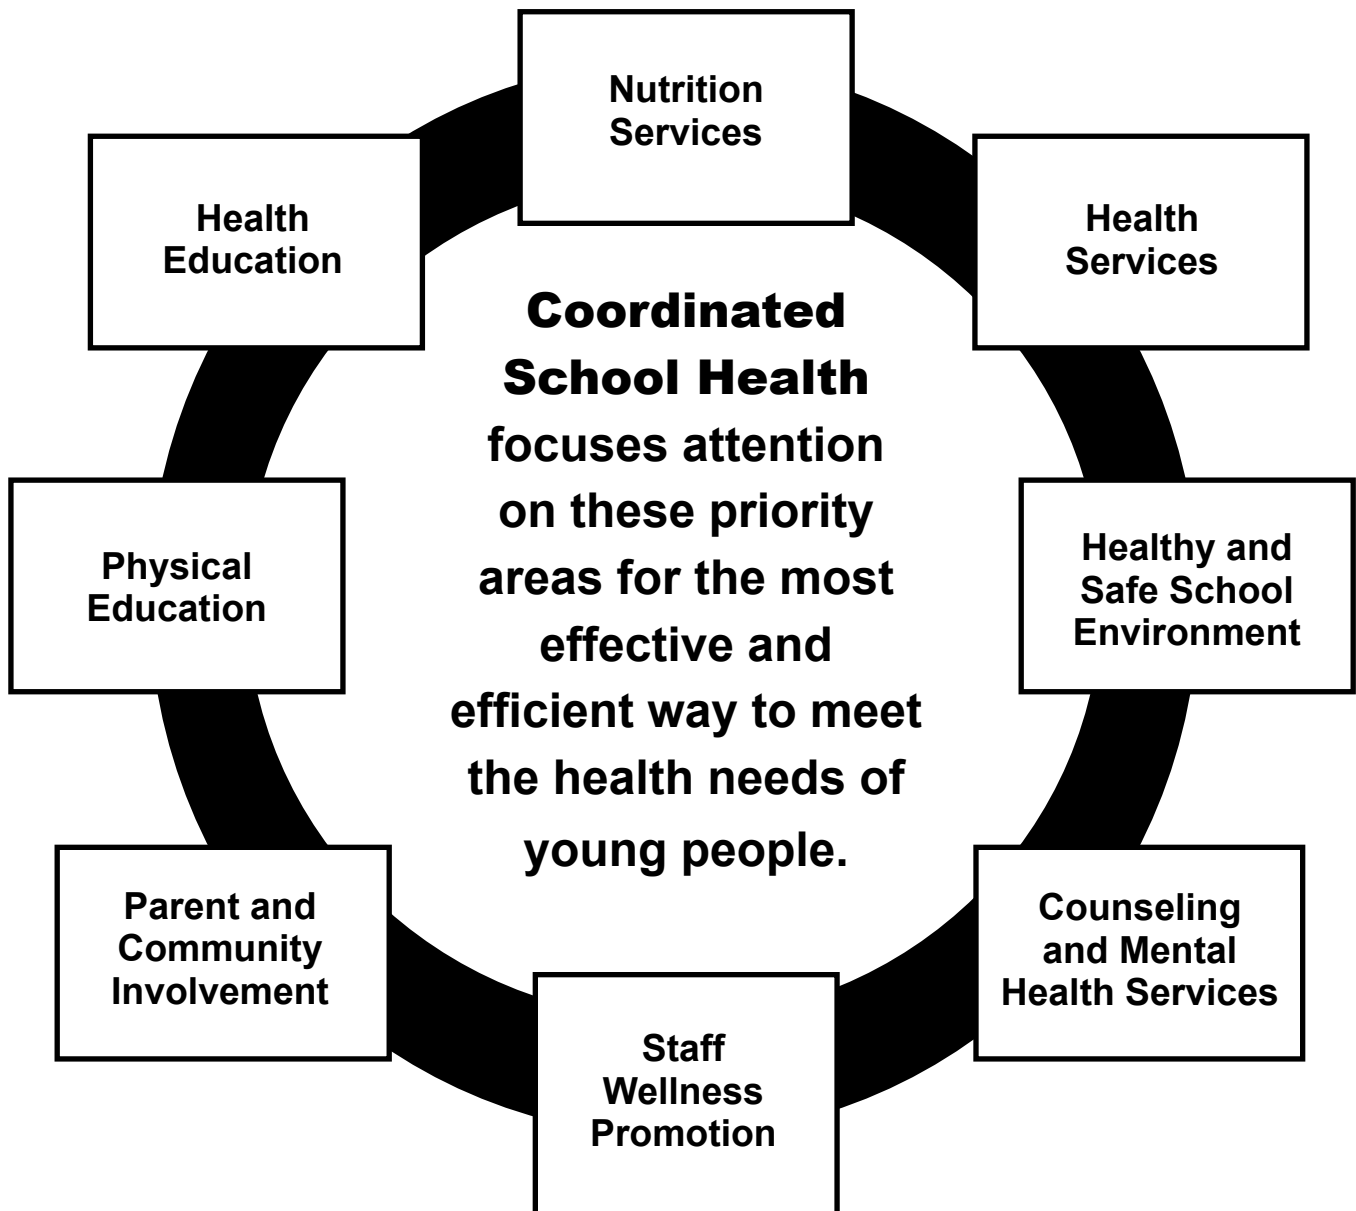 Nutrition
Services
Health
Education
Health
Services
Coordinated
School Health
focuses attention
on these priority
areas for the most
effective and
efficient way to meet
the health needs of
young people.
Physical
Education
Healthy and
Safe School
Environment
Parent and
Community
Involvement
Counseling
and Mental
Health Services
Staff
Wellness
Promotion